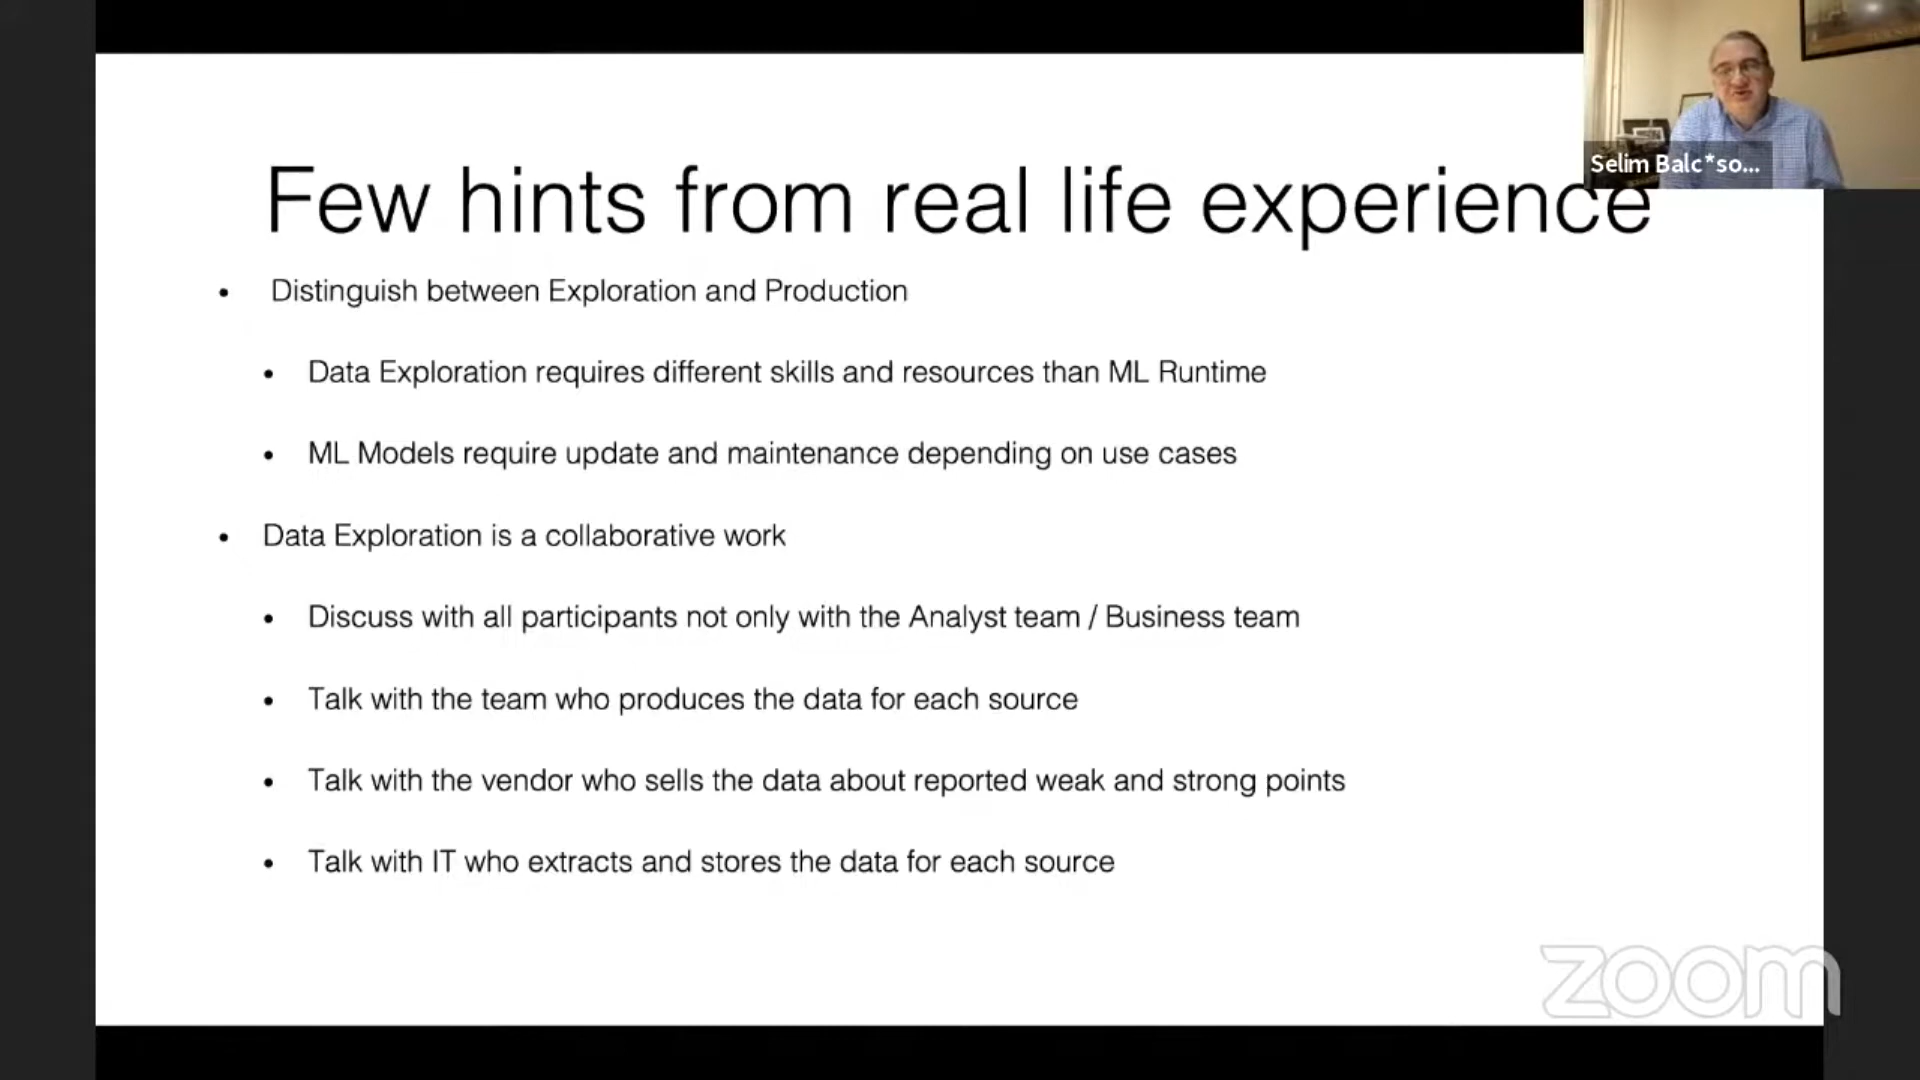 Selim Balc*so...
Few hints from real life experience
• Distinguish between Exploration and Production
• Data Exploration requires different skills and resources than ML Runtime
• ML Models require update and maintenance depending on use cases
• Data Exploration is a collaborative work
• Discuss with all participants not only with the Analyst team / Business team
• Talk with the team who produces the data for each source
• Talk with the vendor who sells the data about reported weak and strong points
• Talk with IT who extracts and stores the data for each source
zoom